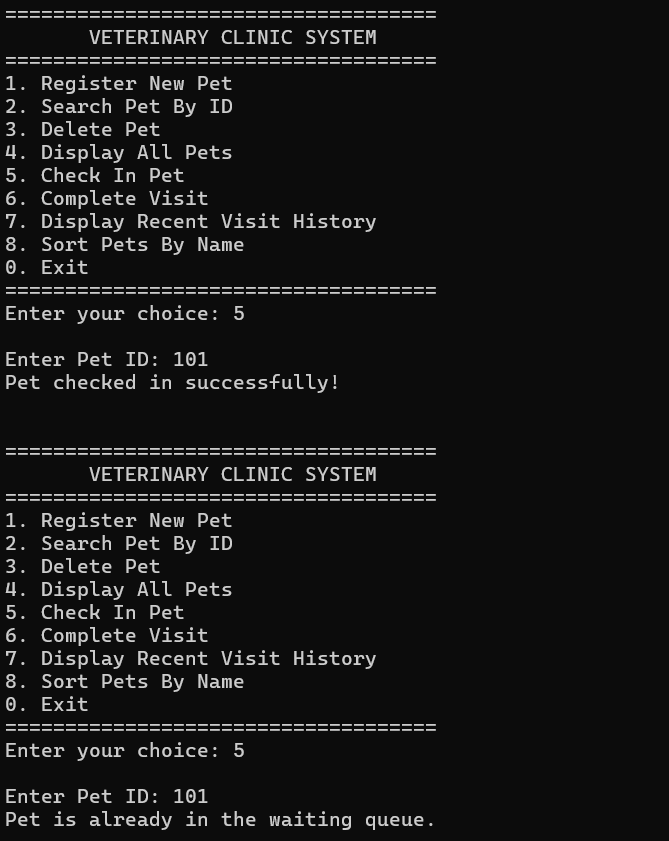 ====================================
       VETERINARY CLINIC SYSTEM
====================================
1. Register New Pet
2. Search Pet By ID
3. Delete Pet
4. Display All Pets
5. Check In Pet
6. Complete Visit
7. Display Recent Visit History
8. Sort Pets By Name
0. Exit
====================================
Enter your choice: 5

Enter Pet ID: 101
Pet checked in successfully!


====================================
       VETERINARY CLINIC SYSTEM
====================================
1. Register New Pet
2. Search Pet By ID
3. Delete Pet
4. Display All Pets
5. Check In Pet
6. Complete Visit
7. Display Recent Visit History
8. Sort Pets By Name
0. Exit
====================================
Enter your choice: 5

Enter Pet ID: 101
Pet is already in the waiting queue.